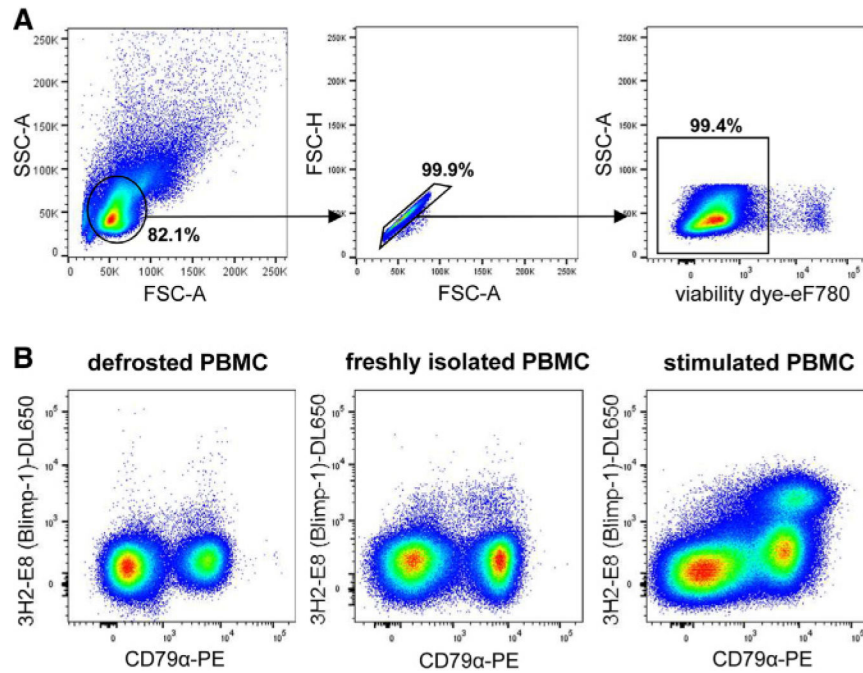 A
SSC-A
250K
200K
150K
100K
50K
0
82.1%
0 50K 100K 150K 200K 250K
FSC-A
FSC-H
250K
200K
150K
100K
50K
0
99.9%
50K 100K 150K 200K 250K
FSC-A
SSC-A
250K
200K
150K
100K
50K
0
99.4%
0 10³ 10⁴ 10⁵
viability dye-eF780
B
defrosted PBMC
3H2-E8 (Blimp-1)-DL650
10⁵
10⁴
10³
0
0 10³ 10⁴ 10⁵
CD79α-PE
freshly isolated PBMC
3H2-E8 (Blimp-1)-DL650
10⁵
10⁴
10³
0
0 10³ 10⁴ 10⁵
CD79α-PE
stimulated PBMC
3H2-E8 (Blimp-1)-DL650
10⁵
10⁴
10³
0
0 10³ 10⁴ 10⁵
CD79α-PE